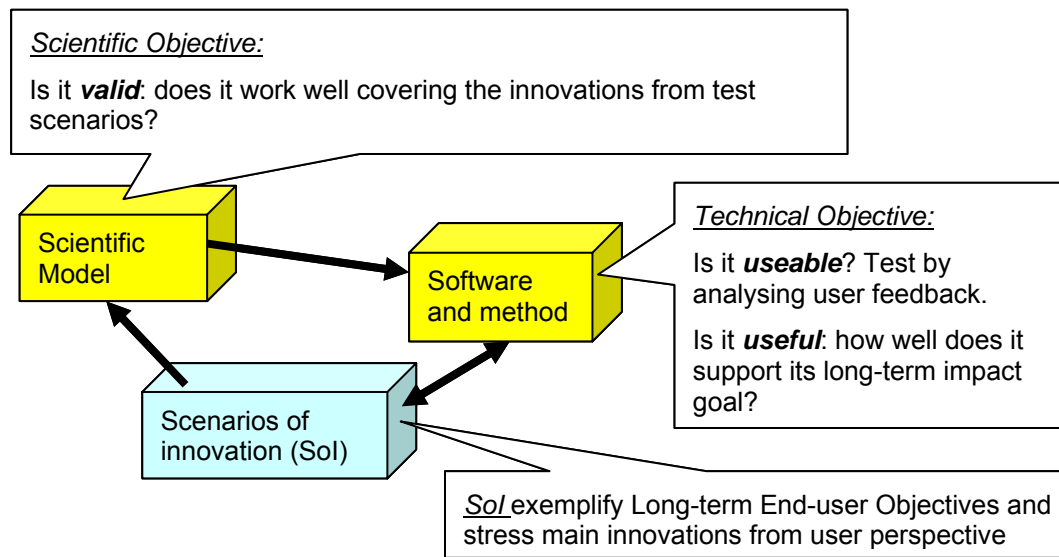 Scientific Objective:
Is it valid: does it work well covering the innovations from test
scenarios?
Scientific
Model
Software
and method
Technical Objective:
Is it useable? Test by
analysing user feedback.
Is it useful: how well does it
support its long-term impact
goal?
Scenarios of
innovation (SoI)
SoI exemplify Long-term End-user Objectives and
stress main innovations from user perspective